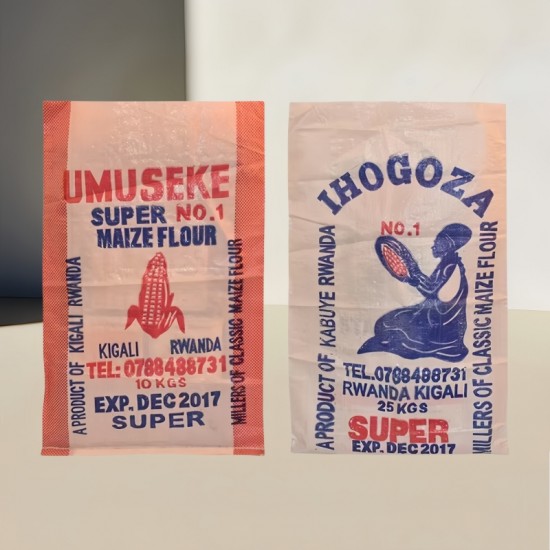 UMUSEKE
SUPER NO.1
MAIZE FLOUR
KIGALI RWANDA
TEL: 0788486731
10 KGS
EXP. DEC 2017
SUPER
A PRODUCT OF KIGALI RWANDA
MILLERS OF CLASSIC MAIZE FLOUR
IHOGOZA
NO.1
TEL.0788486731
RWANDA KIGALI
25 KGS
SUPER
EXP. DEC 2017
A PRODUCT OF KABUYE RWANDA
MILLERS OF CLASSIC MAIZE FLOUR